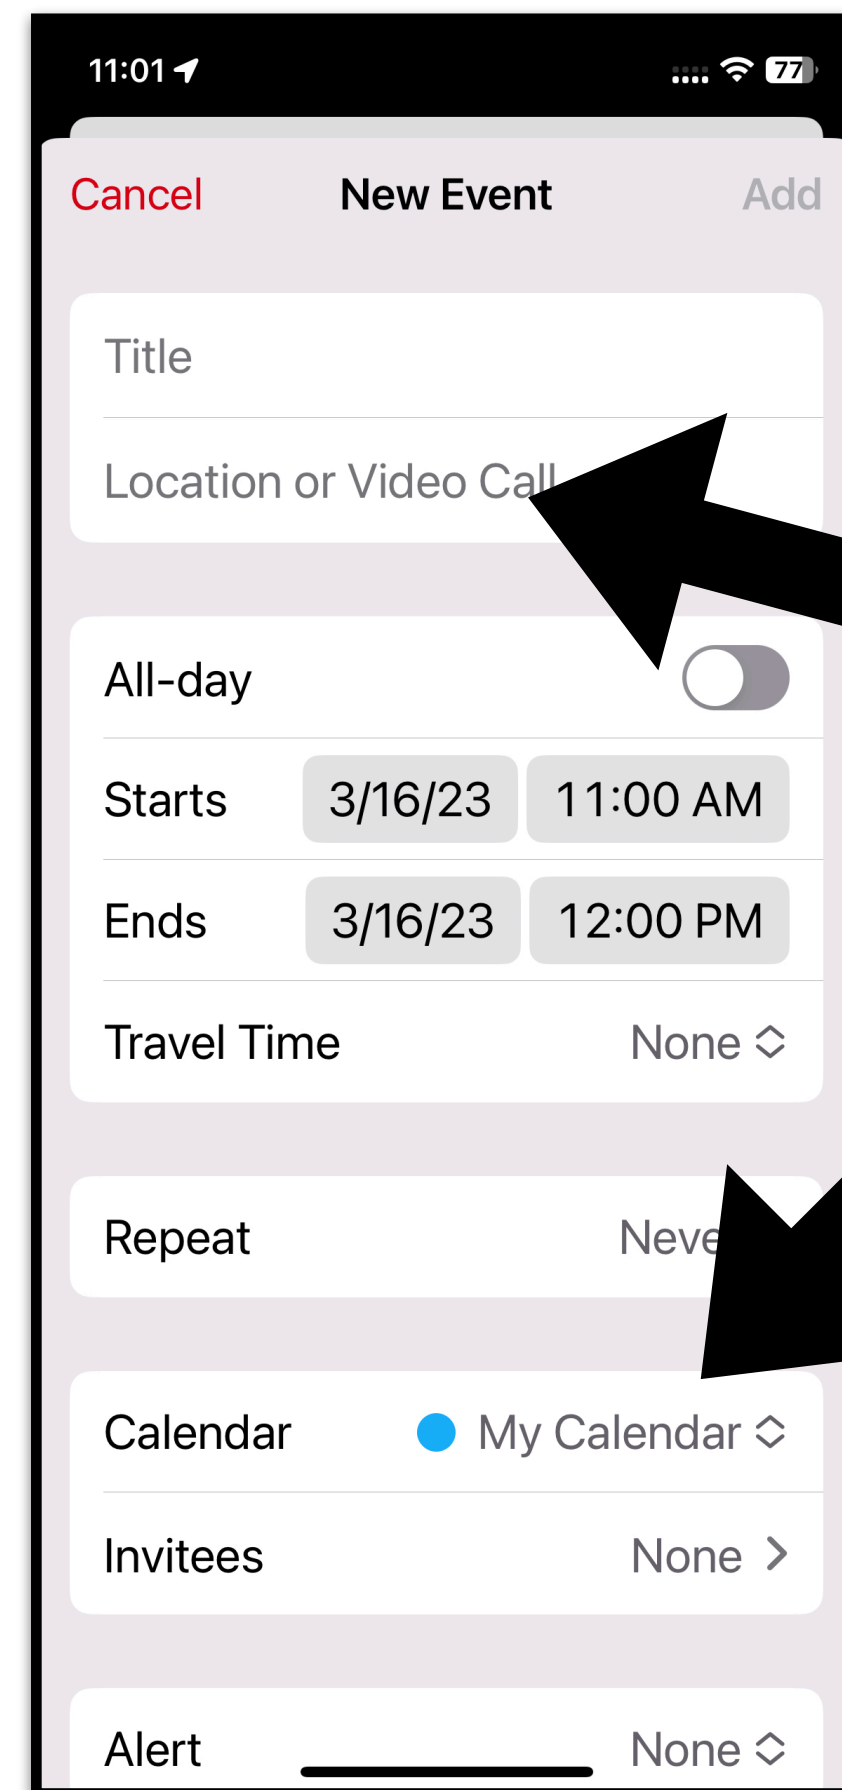 11:01
77
Cancel New Event Add
Title
Location or Video Call
All-day
Starts 3/16/23 11:00 AM
Ends 3/16/23 12:00 PM
Travel Time None
Repeat
Calendar My Calendar
Invitees None
Alert None